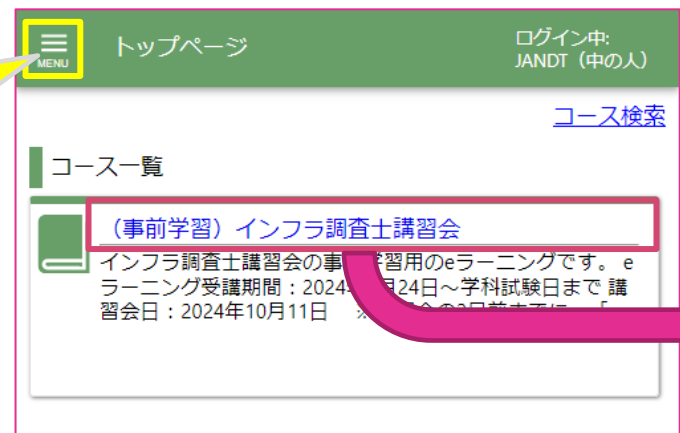 MENU
トップページ
ログイン中:
JANDT（中の人）
コース検索
コース一覧
（事前学習）インフラ調査士講習会
インフラ調査士講習会の事 学習用のeラーニングです。 e
ラーニング受講期間：2024 月24日～学科試験日まで 講
習会日：2024年10月11日 ※